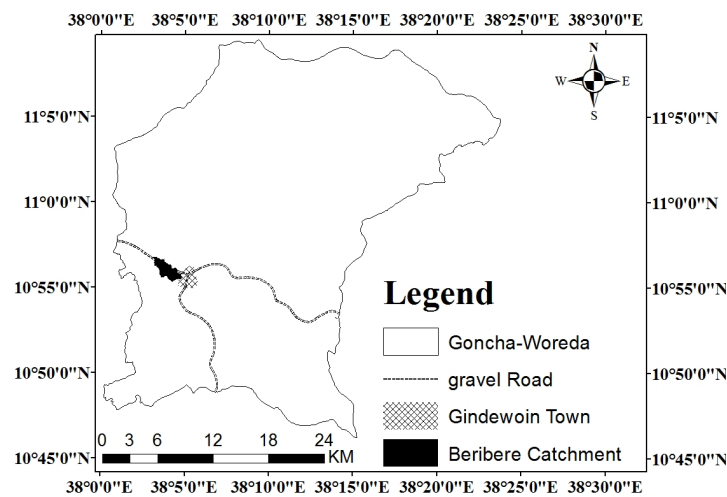 38°0'0"E 38°5'0"E 38°10'0"E 38°20'0"E 38°25'0"E 38°30'0"E
N
W E
S
11°5'0"N 11°5'0"N
11°0'0"N 11°0'0"N
10°55'0"N 10°55'0"N
10°50'0"N 10°50'0"N
10°45'0"N 10°45'0"N
Legend
Goncha-Woreda
gravel Road
Gindewoin Town
Beribere Catchment
0 3 6 12 18 24
KM
38°0'0"E 38°5'0"E 38°10'0"E 38°15'0"E 38°20'0"E 38°25'0"E 38°30'0"E